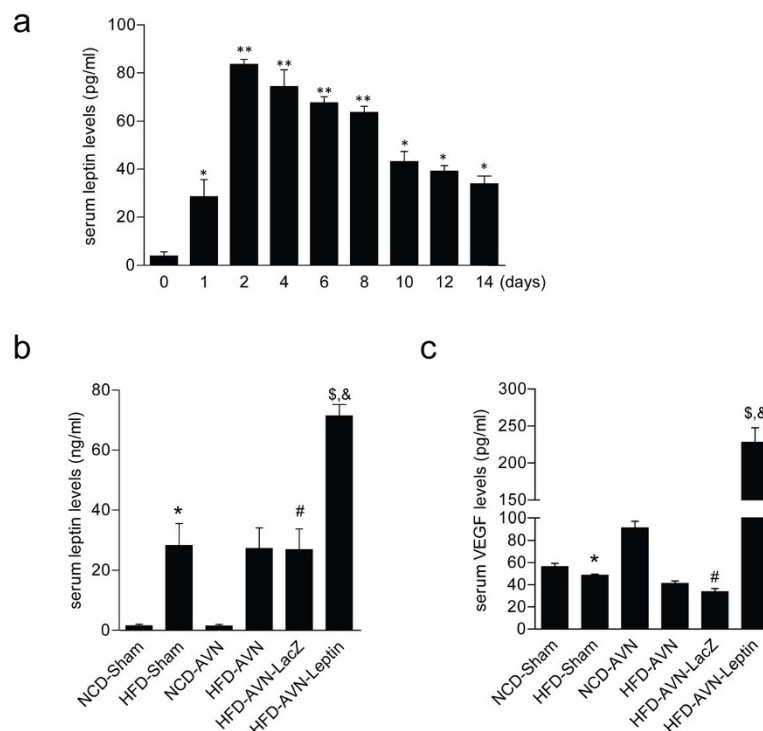 a
serum leptin levels (pg/ml)
100
80
60
40
20
0
*
**
**
**
**
*
*
*
0 1 2 4 6 8 10 12 14 (days)
b
serum leptin levels (ng/ml)
80
60
40
20
0
*
#
$,&
NCD-Sham
HFD-Sham
NCD-AVN
HFD-AVN
HFD-AVN-LacZ
HFD-AVN-Leptin
c
serum VEGF levels (pg/ml)
300
250
200
150
100
80
60
40
20
0
*
#
$,&
NCD-Sham
HFD-Sham
NCD-AVN
HFD-AVN
HFD-AVN-LacZ
HFD-AVN-Leptin